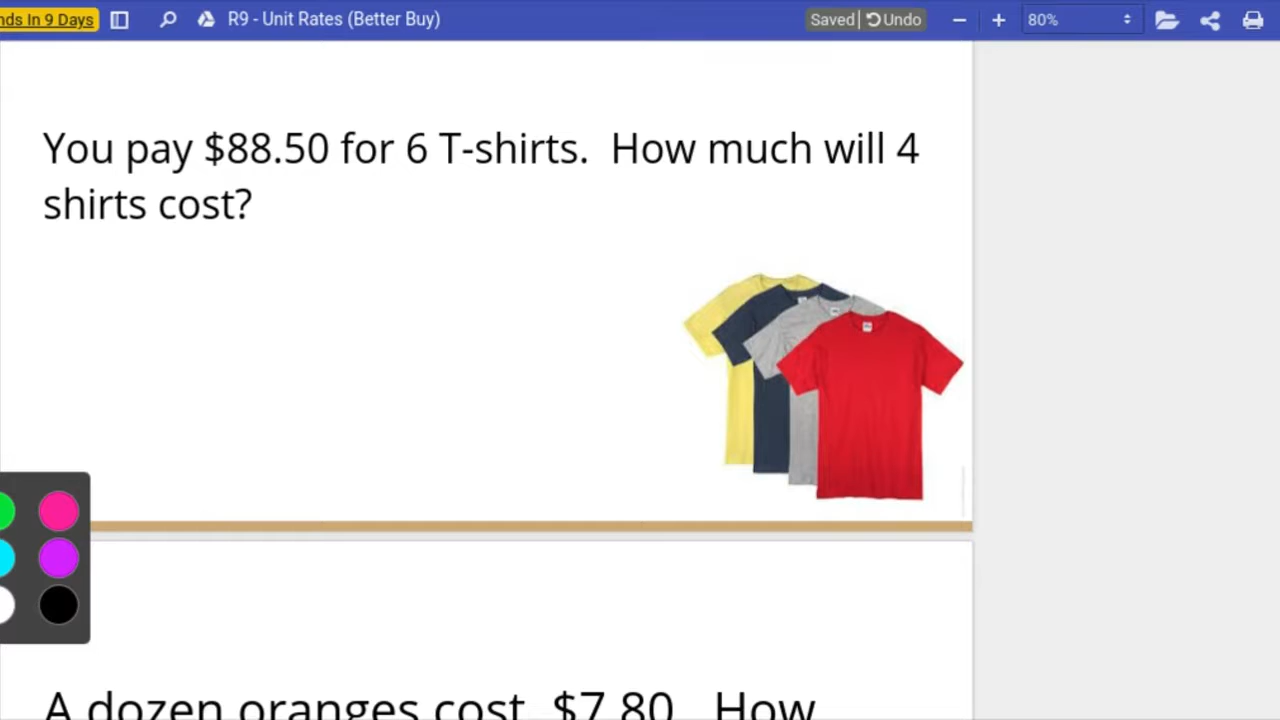 nds In 9 Days
R9 - Unit Rates (Better Buy)
Saved| Undo
80%
You pay $88.50 for 6 T-shirts. How much will 4
shirts cost?
A dozen oranges cost $7.80. How